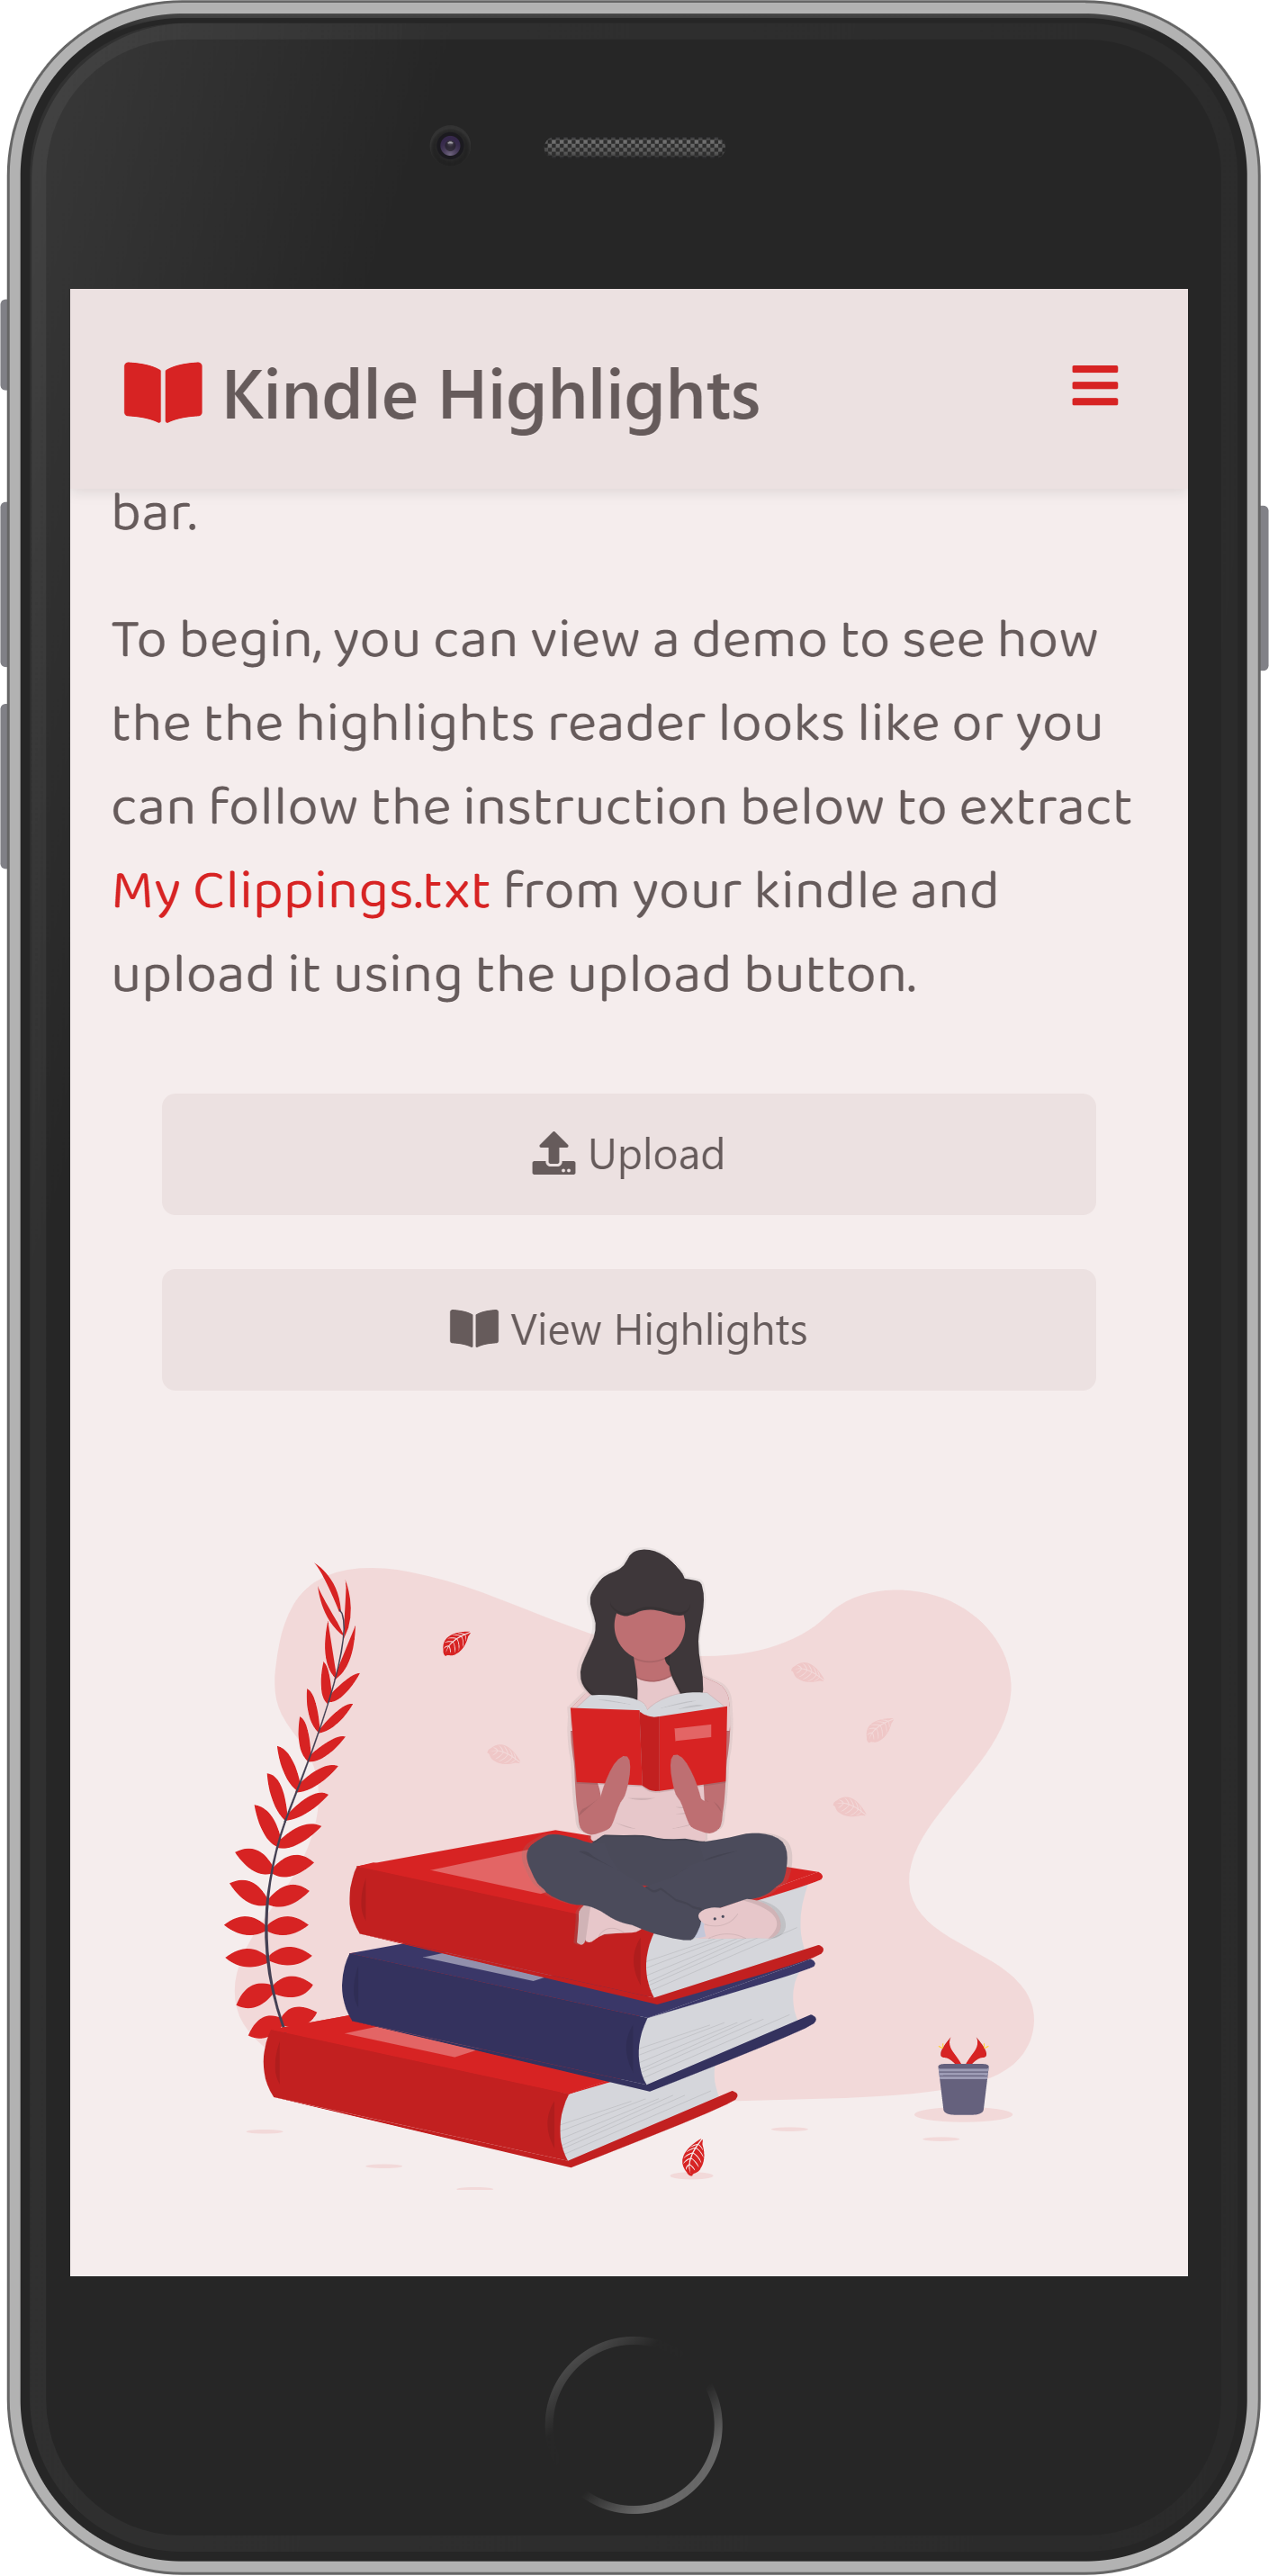 Kindle Highlights
bar.
To begin, you can view a demo to see how
the the highlights reader looks like or you
can follow the instruction below to extract
My Clippings.txt from your kindle and
upload it using the upload button.
Upload
View Highlights